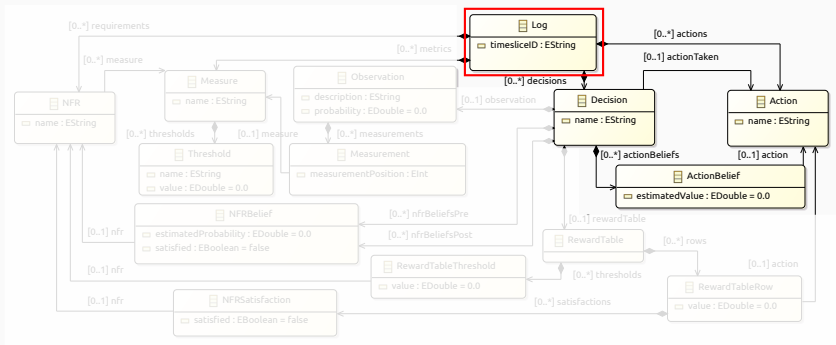 [0..*] requirements
Log
timesliceID : EString
[0..*] actions
[0..*] metrics
[0..1] actionTaken
[0..*] measure
Measure
name : EString
Observation
description : EString
probability : EDouble = 0.0
[0..*] decisions
[0..1] observation
Decision
name : EString
Action
name : EString
NFR
name : EString
[0..*] thresholds
[0..1] measure
[0..*] measurements
Threshold
name : EString
value : EDouble = 0.0
Measurement
measurementPosition : EInt
[0..*] actionBeliefs
[0..1] action
ActionBelief
estimatedValue : EDouble = 0.0
NFRBelief
estimatedProbability : EDouble = 0.0
satisfied : EBoolean = false
[0..*] nfrBeliefsPre
[0..*] nfrBeliefsPost
[0..1] rewardTable
[0..1] nfr
RewardTable
[0..*] rows
RewardTableThreshold
value : EDouble = 0.0
[0..*] thresholds
[0..1] action
[0..1] nfr
RewardTableRow
value : EDouble = 0.0
[0..1] nfr
NFRSatisfaction
satisfied : EBoolean = false
[0..*] satisfactions